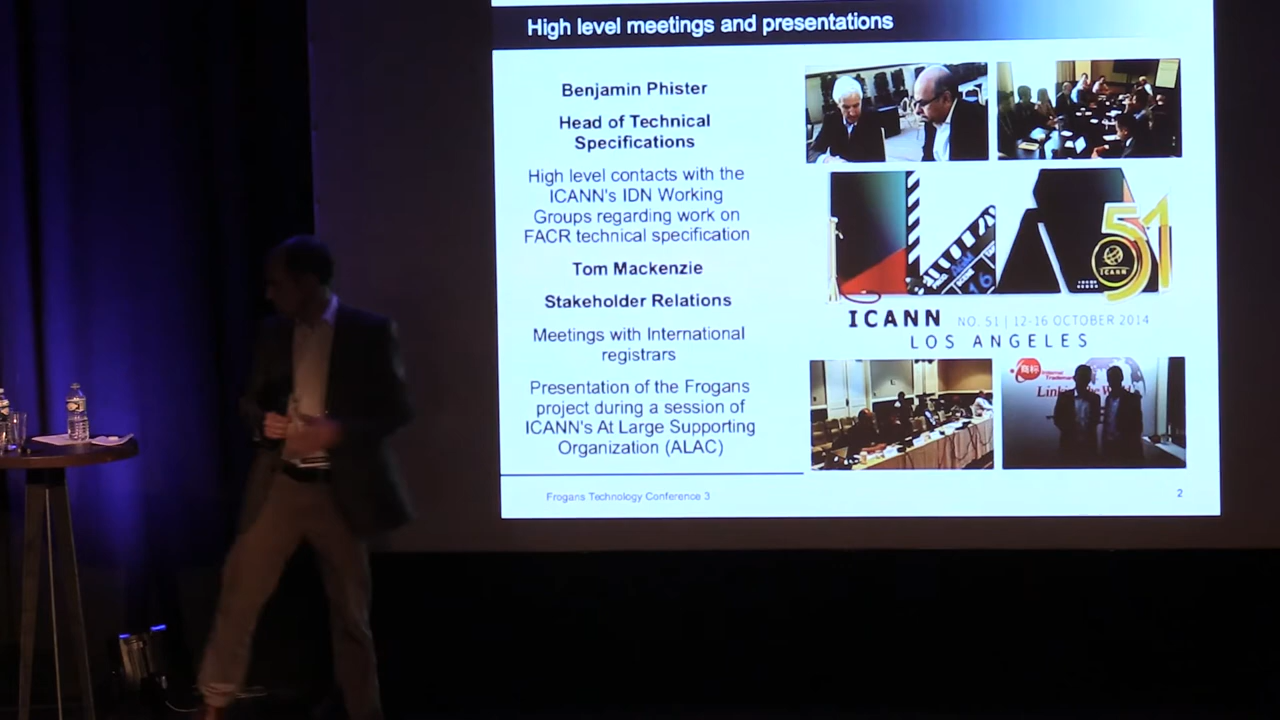 High level meetings and presentations
Benjamin Phister
Head of Technical
Specifications
High level contacts with the
ICANN's IDN Working
Groups regarding work on
FACR technical specification
Tom Mackenzie
Stakeholder Relations
Meetings with International
registrars
Presentation of the Frogans
project during a session of
ICANN's At Large Supporting
Organization (ALAC)
51
ICANN
16
ICANN NO. 51 | 12-16 OCTOBER 2014
LOS ANGELES
商标
Frogans Technology Conference 3
2